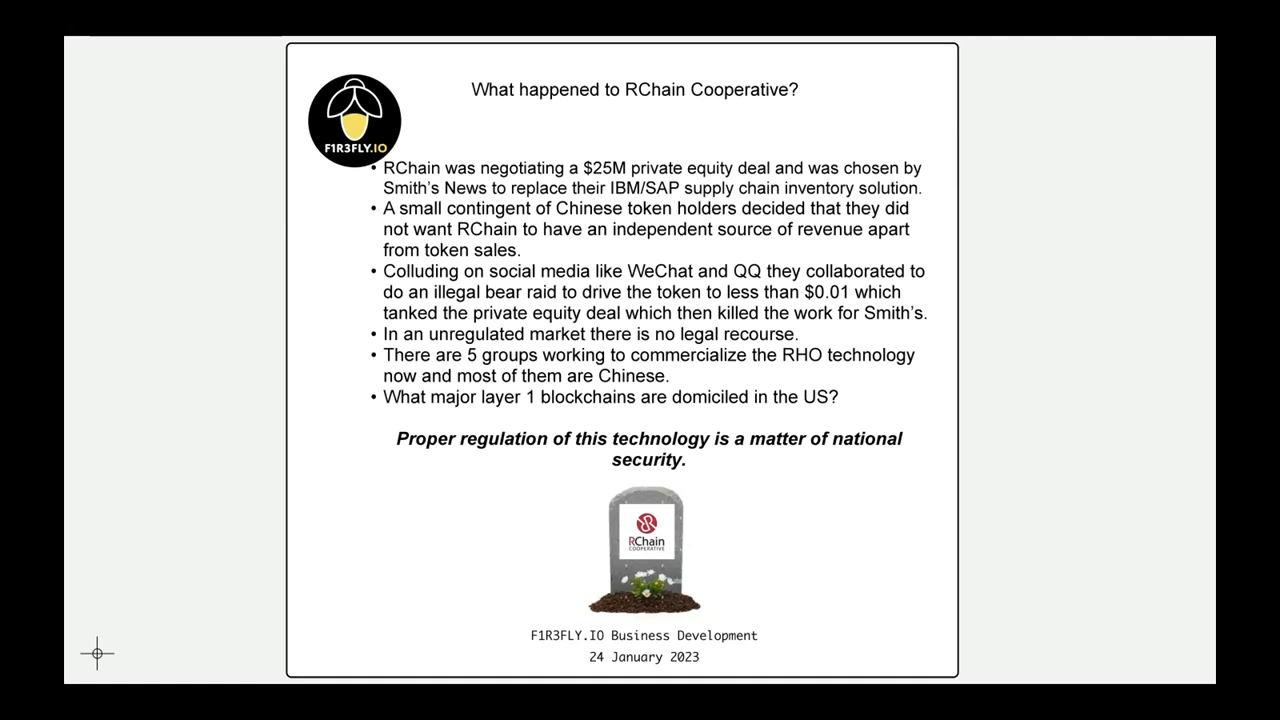 What happened to RChain Cooperative?
F1R3FLY.IO
• RChain was negotiating a $25M private equity deal and was chosen by
Smith's News to replace their IBM/SAP supply chain inventory solution.
• A small contingent of Chinese token holders decided that they did
not want RChain to have an independent source of revenue apart
from token sales.
• Colluding on social media like WeChat and QQ they collaborated to
do an illegal bear raid to drive the token to less than $0.01 which
tanked the private equity deal which then killed the work for Smith's.
• In an unregulated market there is no legal recourse.
• There are 5 groups working to commercialize the RHO technology
now and most of them are Chinese.
• What major layer 1 blockchains are domiciled in the US?
Proper regulation of this technology is a matter of national
security.
RChain
COOPERATIVE
F1R3FLY.IO Business Development
24 January 2023